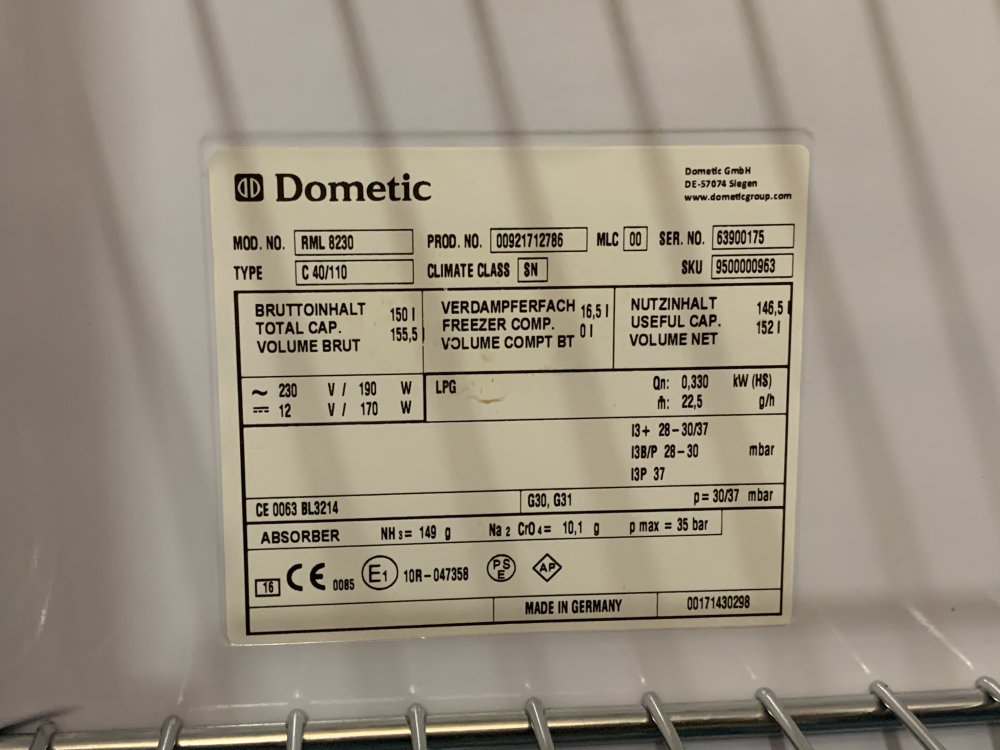 Dometic
Dometic GmbH
DE-57074 Siegen
www.dometicgroup.com
MOD. NO. RML 8230 PROD. NO. 00921712786 MLC 00 SER. NO. 63900175
TYPE C 40/110 CLIMATE CLASS SN SKU 9500000963
BRUTTOINHALT 150 l
TOTAL CAP. 155,5 l
VOLUME BRUT
VERDAMPFERFACH 16,5 l
FREEZER COMP. 0 l
VOLUME COMPT BT
NUTZINHALT 146,5 l
USEFUL CAP. 152 l
VOLUME NET
~ 230 V / 190 W
⎓ 12 V / 170 W
LPG Qn: 0,330 kW (HS)
ṁ: 22,5 g/h
I3+ 28-30/37
I3B/P 28-30 mbar
I3P 37
CE 0063 BL3214 G30, G31 p= 30/37 mbar
ABSORBER NH3= 149 g Na2 CrO4= 10,1 g p max = 35 bar
16 CE 0085 E1 10R-047358 PS E AP
MADE IN GERMANY 00171430298